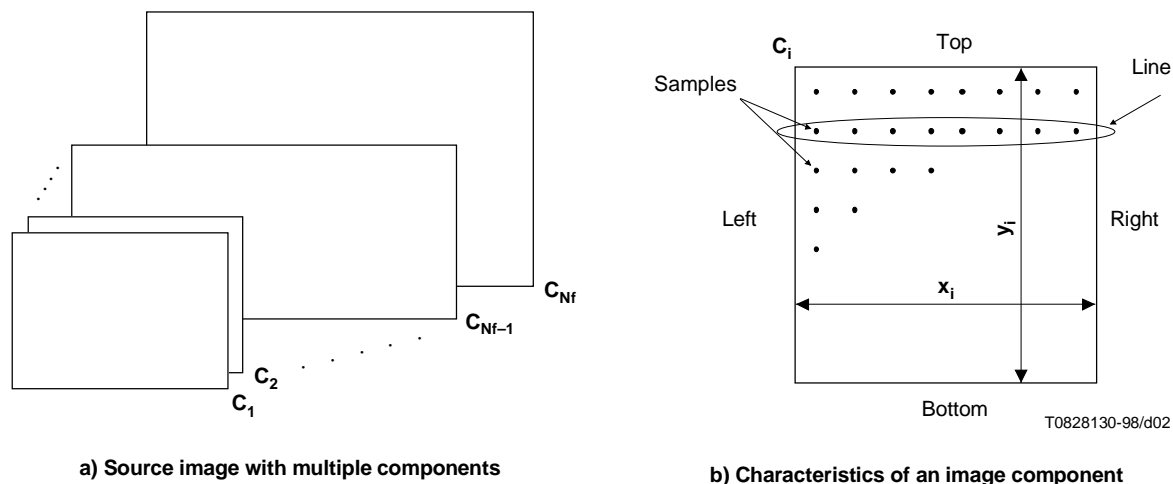 C_Nf
C_Nf–1
C_2
C_1
a) Source image with multiple components
C_i
Top
Line
Samples
Left
y_i
Right
x_i
Bottom
T0828130-98/d02
b) Characteristics of an image component